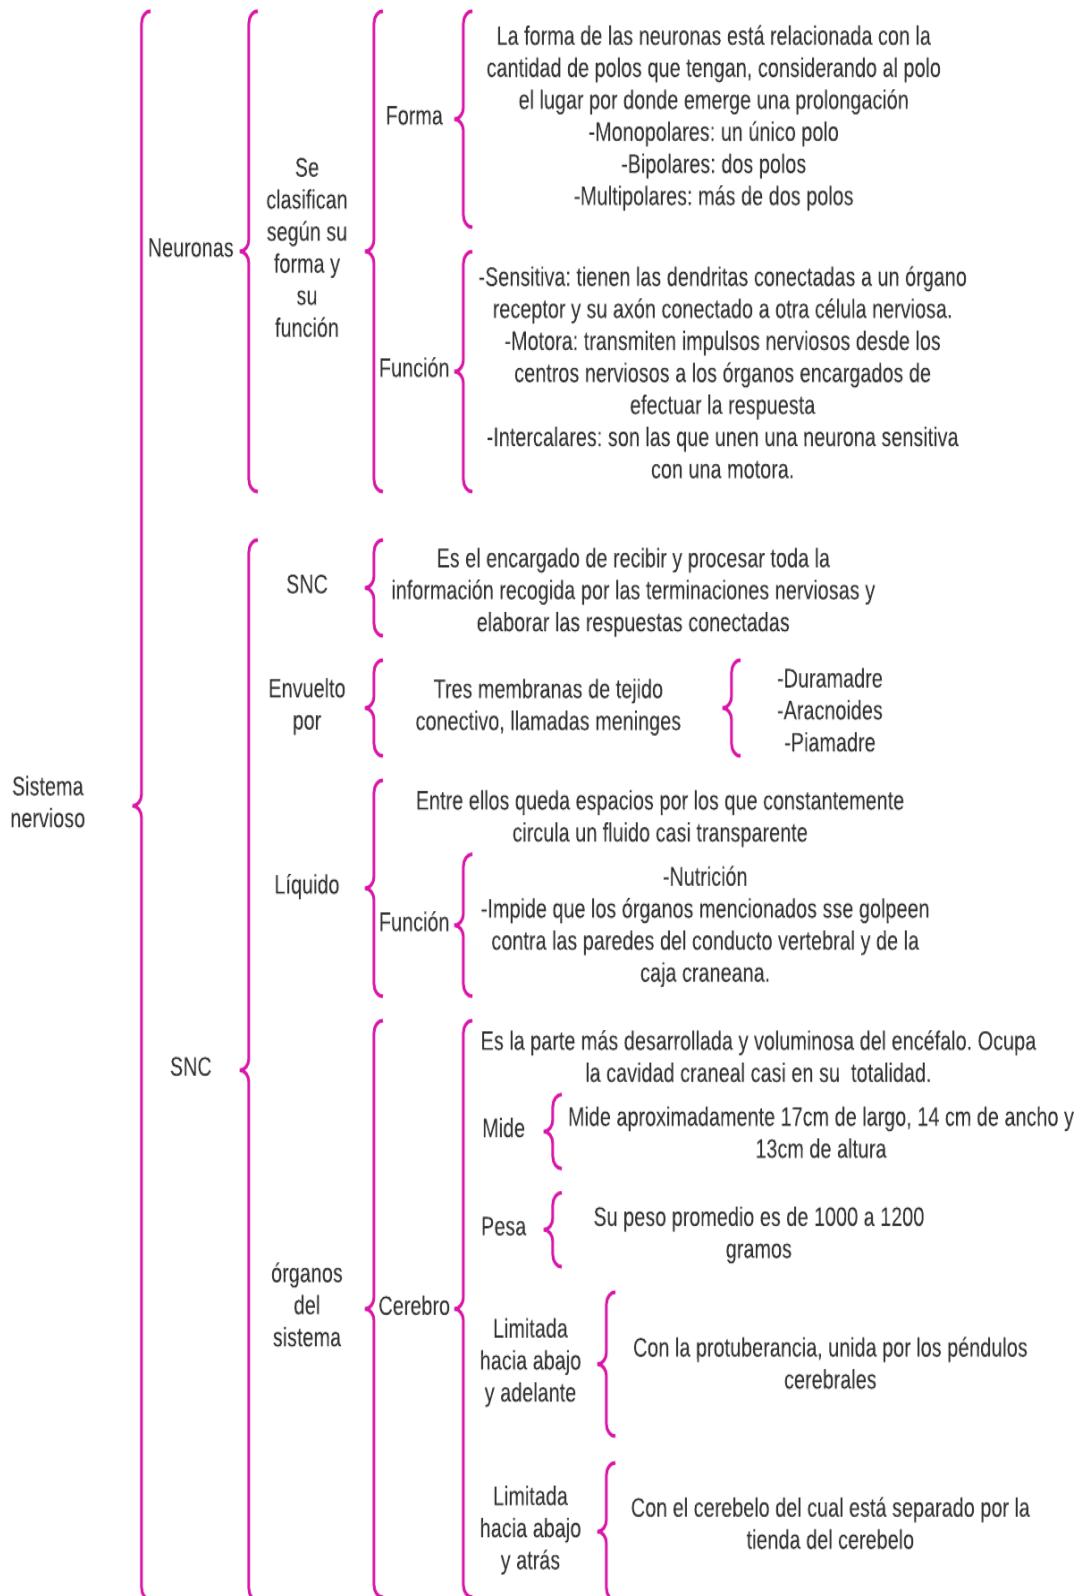 Sistema
nervioso
Neuronas
Se
clasifican
según su
forma y
su
función
Forma
La forma de las neuronas está relacionada con la
cantidad de polos que tengan, considerando al polo
el lugar por donde emerge una prolongación
-Monopolares: un único polo
-Bipolares: dos polos
-Multipolares: más de dos polos
Función
-Sensitiva: tienen las dendritas conectadas a un órgano
receptor y su axón conectado a otra célula nerviosa.
-Motora: transmiten impulsos nerviosos desde los
centros nerviosos a los órganos encargados de
efectuar la respuesta
-Intercalares: son las que unen una neurona sensitiva
con una motora.
SNC
SNC
Es el encargado de recibir y procesar toda la
información recogida por las terminaciones nerviosas y
elaborar las respuestas conectadas
Envuelto
por
Tres membranas de tejido
conectivo, llamadas meninges
-Duramadre
-Aracnoides
-Piamadre
Líquido
Entre ellos queda espacios por los que constantemente
circula un fluido casi transparente
Función
-Nutrición
-Impide que los órganos mencionados sse golpeen
contra las paredes del conducto vertebral y de la
caja craneana.
órganos
del
sistema
Cerebro
Es la parte más desarrollada y voluminosa del encéfalo. Ocupa
la cavidad craneal casi en su  totalidad.
Mide
Mide aproximadamente 17cm de largo, 14 cm de ancho y
13cm de altura
Pesa
Su peso promedio es de 1000 a 1200
gramos
Limitada
hacia abajo
y adelante
Con la protuberancia, unida por los péndulos
cerebrales
Limitada
hacia abajo
y atrás
Con el cerebelo del cual está separado por la
tienda del cerebelo